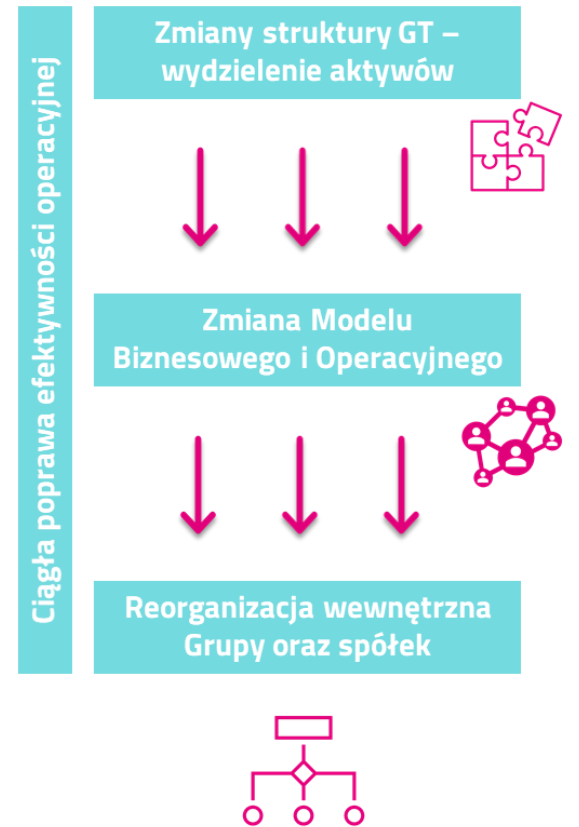 Ciągła poprawa efektywności operacyjnej
Zmiany struktury GT –
wydzielenie aktywów
Zmiana Modelu
Biznesowego i Operacyjnego
Reorganizacja wewnętrzna
Grupy oraz spółek